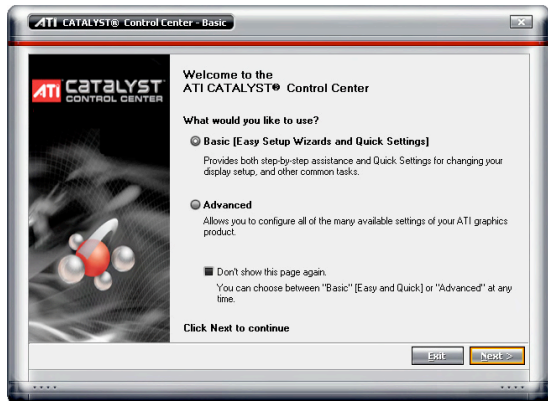 ATI CATALYST® Control Center - Basic
ATI CATALYST
CONTROL CENTER
Welcome to the
ATI CATALYST® Control Center
What would you like to use?
Basic [Easy Setup Wizards and Quick Settings]
Provides both step-by-step assistance and Quick Settings for changing your
display setup, and other common tasks.
Advanced
Allows you to configure all of the many available settings of your ATI graphics
product.
Don't show this page again.
You can choose between "Basic" [Easy and Quick] or "Advanced" at any
time.
Click Next to continue
Exit
Next >